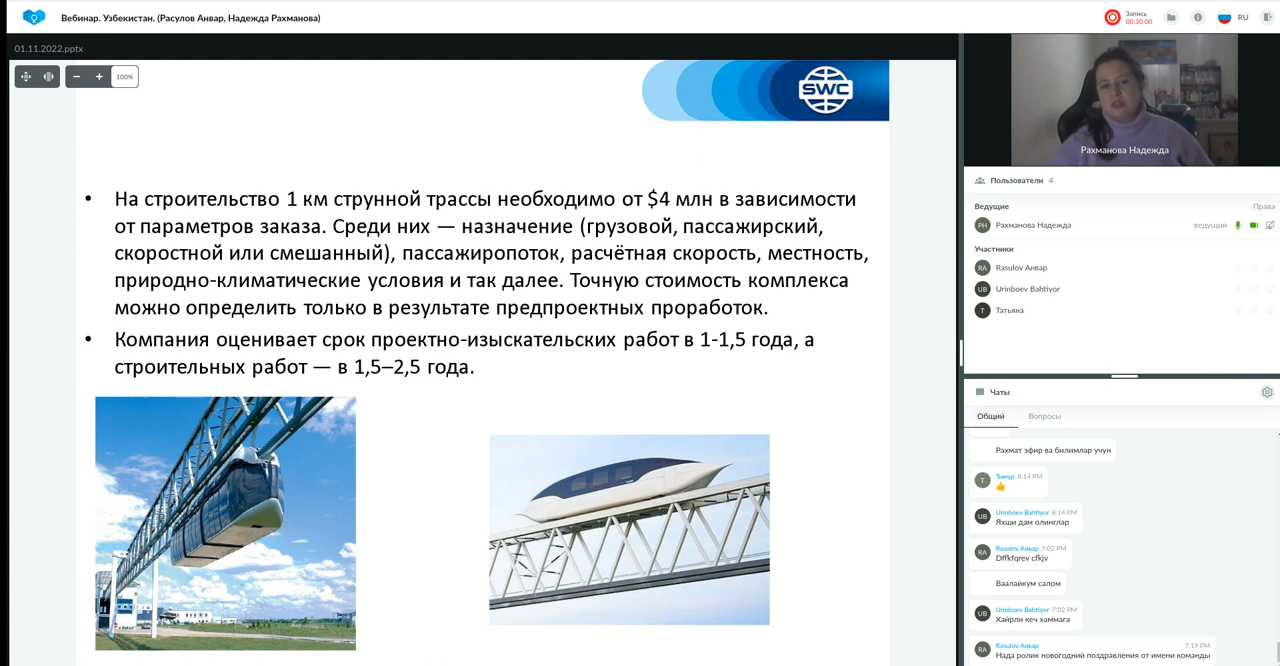 Вебинар. Узбекистан. (Расулов Анвар, Надежда Рахманова)
Запись
00:30:00
RU
01.11.2022.pptx
100%
SWC
• На строительство 1 км струнной трассы необходимо от $4 млн в зависимости
от параметров заказа. Среди них — назначение (грузовой, пассажирский,
скоростной или смешанный), пассажиропоток, расчётная скорость, местность,
природно-климатические условия и так далее. Точную стоимость комплекса
можно определить только в результате предпроектных проработок.
• Компания оценивает срок проектно-изыскательских работ в 1-1,5 года, а
строительных работ — в 1,5–2,5 года.
Рахманова Надежда
Пользователи 4
Ведущие Права
РН Рахманова Надежда ведущий
Участники
RA Rasulov Анвар
UB Urinboev Bahtiyor
Т Татьяна
Чаты
Общий Вопросы
Рахмат эфир ва билимлар учун
Т Тимур 8:14 PM
UB Urinboev Bahtiyor 8:14 PM
Яхши дам олинглар
RA Rasulov Анвар 7:02 PM
Dffkfqrev cfkjv
Ваалайкум салом
UB Urinboev Bahtiyor 7:02 PM
Хайрли кеч хаммага
RA Rasulov Анвар 7:19 PM
Нада ролик новогодний поздравления от имени команды